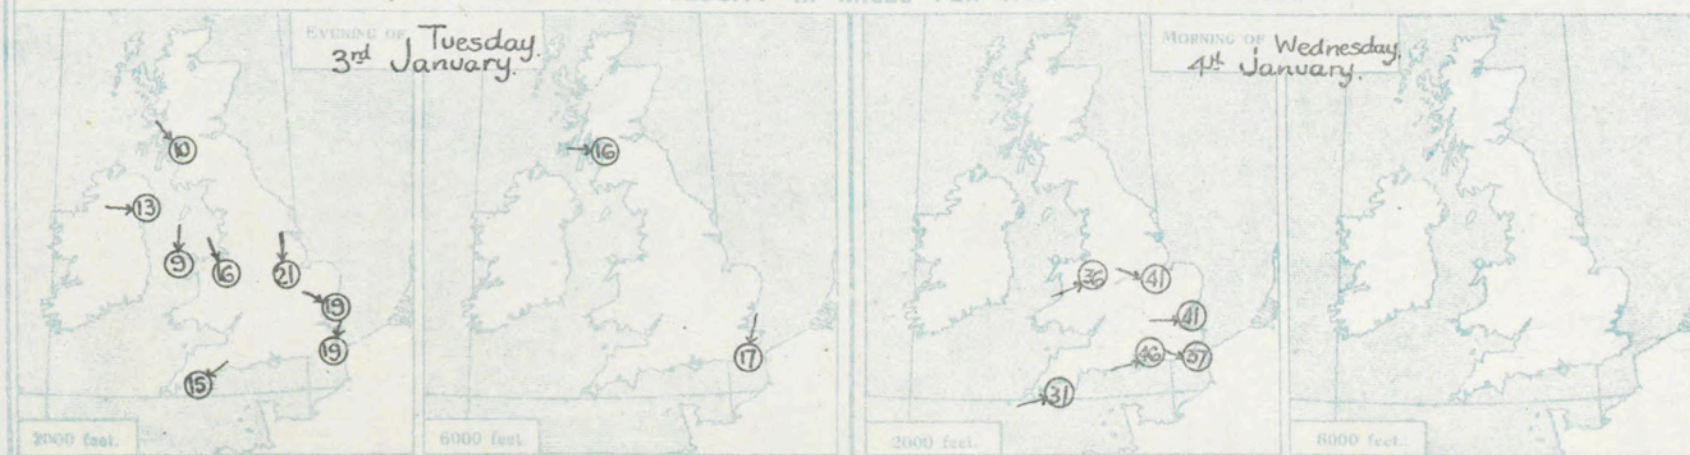 EVENING OF Tuesday.
3rd January.
MORNING OF Wednesday.
4th January.
10
16
13
9
16
21
19
19
15
17
36
41
41
46
37
31
2000 feet.
6000 feet
2000 feet.
6000 feet.